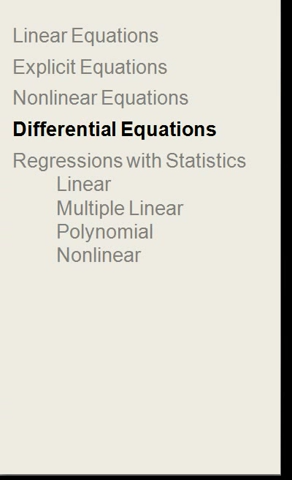 Linear Equations
Explicit Equations
Nonlinear Equations
Differential Equations
Regressions with Statistics
Linear
Multiple Linear
Polynomial
Nonlinear